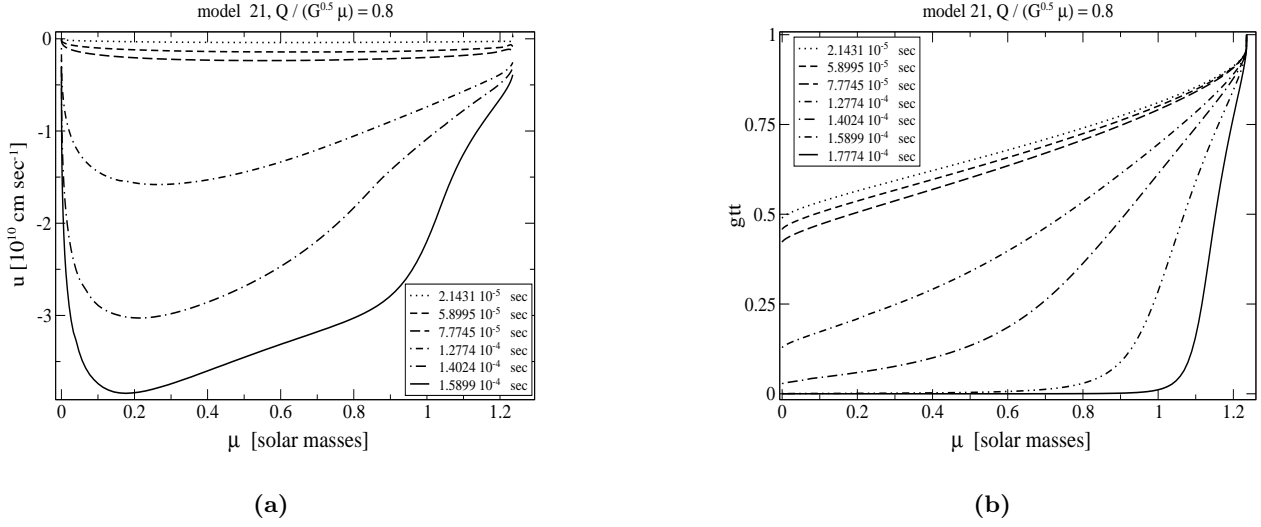 model 21, Q / (G^0.5 μ) = 0.8
0
-1
-2
-3
u [10^10 cm sec^-1]
2.1431 10^-5 sec
5.8995 10^-5 sec
7.7745 10^-5 sec
1.2774 10^-4 sec
1.4024 10^-4 sec
1.5899 10^-4 sec
0 0.2 0.4 0.6 0.8 1 1.2
μ [solar masses]
(a)
model 21, Q / (G^0.5 μ) = 0.8
1
0.75
0.5
0.25
0
gtt
2.1431 10^-5 sec
5.8995 10^-5 sec
7.7745 10^-5 sec
1.2774 10^-4 sec
1.4024 10^-4 sec
1.5899 10^-4 sec
1.7774 10^-4 sec
0 0.2 0.4 0.6 0.8 1 1.2
μ [solar masses]
(b)